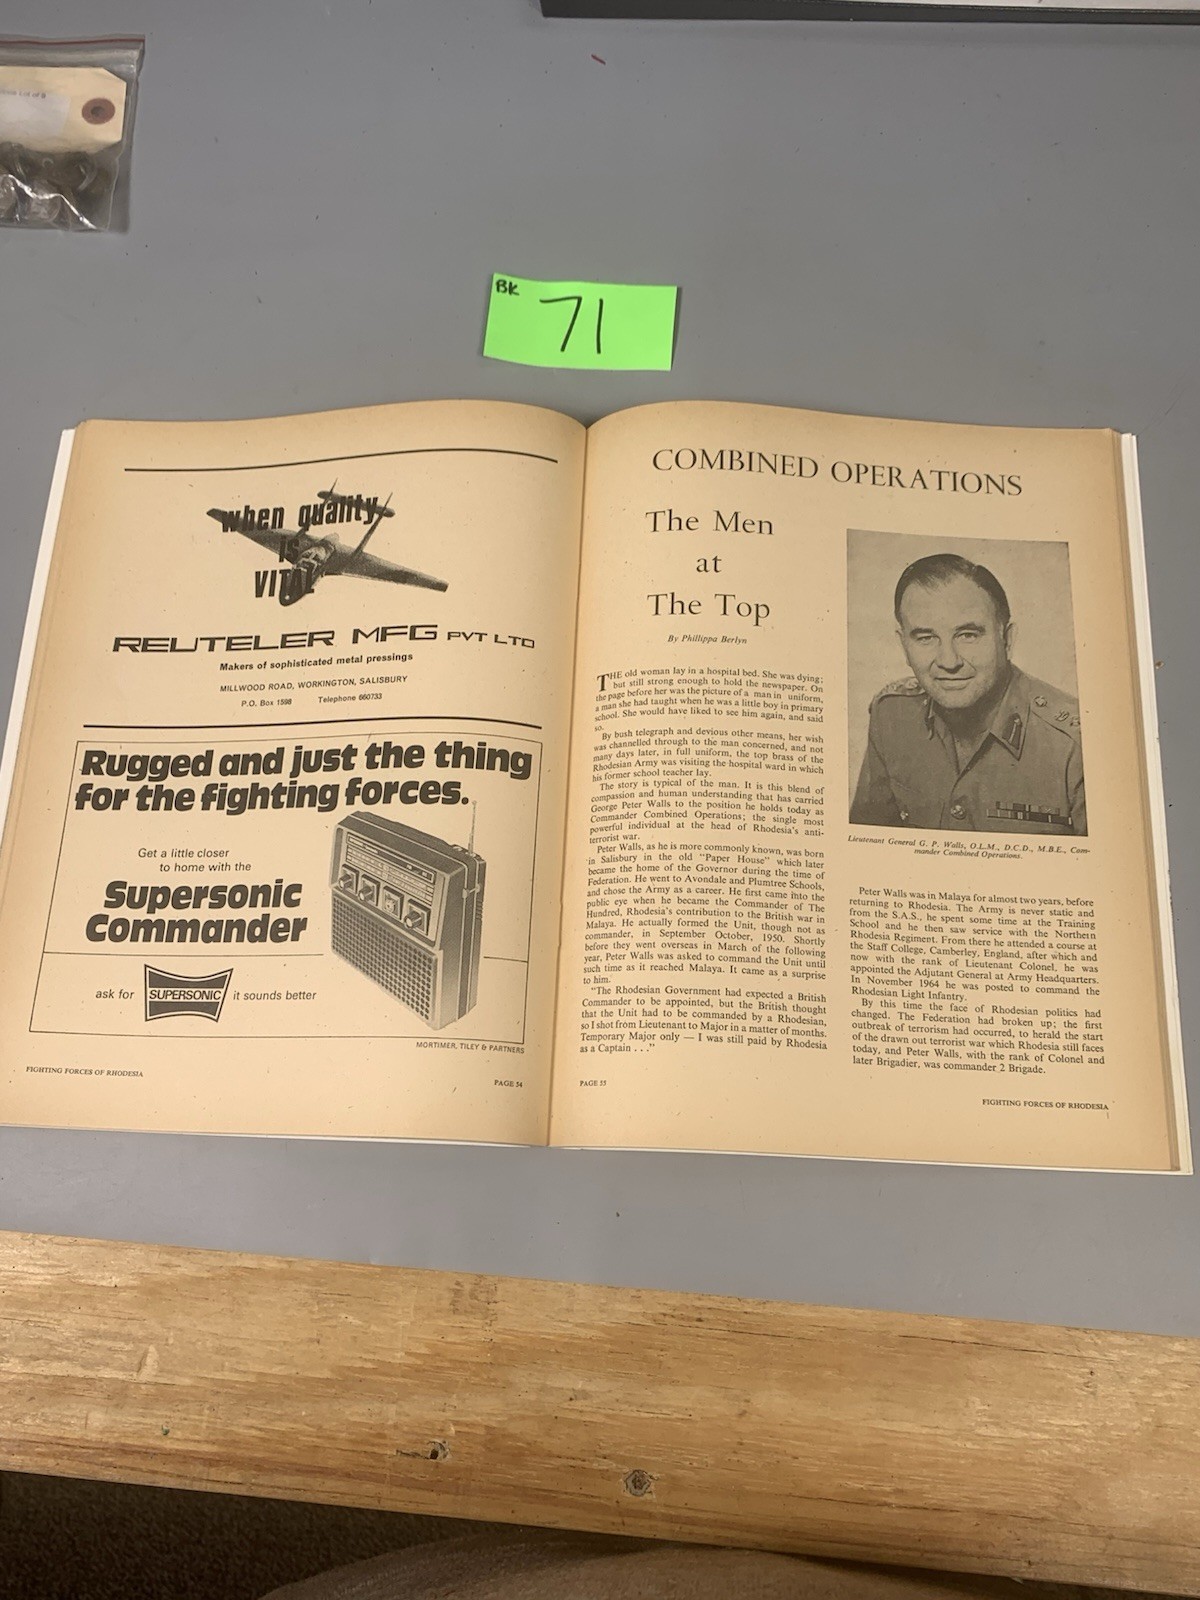 BK
71
when quality
is
VITAL
REUTELER MFG PVT LTD
Makers of sophisticated metal pressings
MILLWOOD ROAD, WORKINGTON, SALISBURY
P.O. Box 1598 Telephone 660733
Rugged and just the thing
for the fighting forces.
Get a little closer
to home with the
Supersonic
Commander
ask for SUPERSONIC it sounds better
MORTIMER, TILEY & PARTNERS
FIGHTING FORCES OF RHODESIA
PAGE 54
COMBINED OPERATIONS
The Men
at
The Top
By Phillippa Berlyn
THE old woman lay in a hospital bed. She was dying;
but still strong enough to hold the newspaper. On
the page before her was the picture of a man in uniform,
a man she had taught when he was a little boy in primary
school. She would have liked to see him again, and said
so.
By bush telegraph and devious other means, her wish
was channelled through to the man concerned, and not
many days later, in full uniform, the top brass of the
Rhodesian Army was visiting the hospital ward in which
his former school teacher lay.
The story is typical of the man. It is this blend of
compassion and human understanding that has carried
George Peter Walls to the position he holds today as
Commander Combined Operations; the single most
powerful individual at the head of Rhodesia's anti-
terrorist war.
Peter Walls, as he is more commonly known, was born
in Salisbury in the old "Paper House" which later
became the home of the Governor during the time of
Federation. He went to Avondale and Plumtree Schools,
and chose the Army as a career. He first came into the
public eye when he became the Commander of The
Hundred, Rhodesia's contribution to the British war in
Malaya. He actually formed the Unit, though not as
commander, in September October, 1950. Shortly
before they went overseas in March of the following
year, Peter Walls was asked to command the Unit until
such time as it reached Malaya. It came as a surprise
to him.
"The Rhodesian Government had expected a British
Commander to be appointed, but the British thought
that the Unit had to be commanded by a Rhodesian,
so I shot from Lieutenant to Major in a matter of months.
Temporary Major only — I was still paid by Rhodesia
as a Captain . . ."
Lieutenant General G. P. Walls, O.L.M., D.C.D., M.B.E., Com-
mander Combined Operations.
Peter Walls was in Malaya for almost two years, before
returning to Rhodesia. The Army is never static and
from the S.A.S., he spent some time at the Training
School and he then saw service with the Northern
Rhodesia Regiment. From there he attended a course at
the Staff College, Camberley, England, after which and
now with the rank of Lieutenant Colonel, he was
appointed the Adjutant General at Army Headquarters.
In November 1964 he was posted to command the
Rhodesian Light Infantry.
By this time the face of Rhodesian politics had
changed. The Federation had broken up; the first
outbreak of terrorism had occurred, to herald the start
of the drawn out terrorist war which Rhodesia still faces
today, and Peter Walls, with the rank of Colonel and
later Brigadier, was commander 2 Brigade.
PAGE 55
FIGHTING FORCES OF RHODESIA